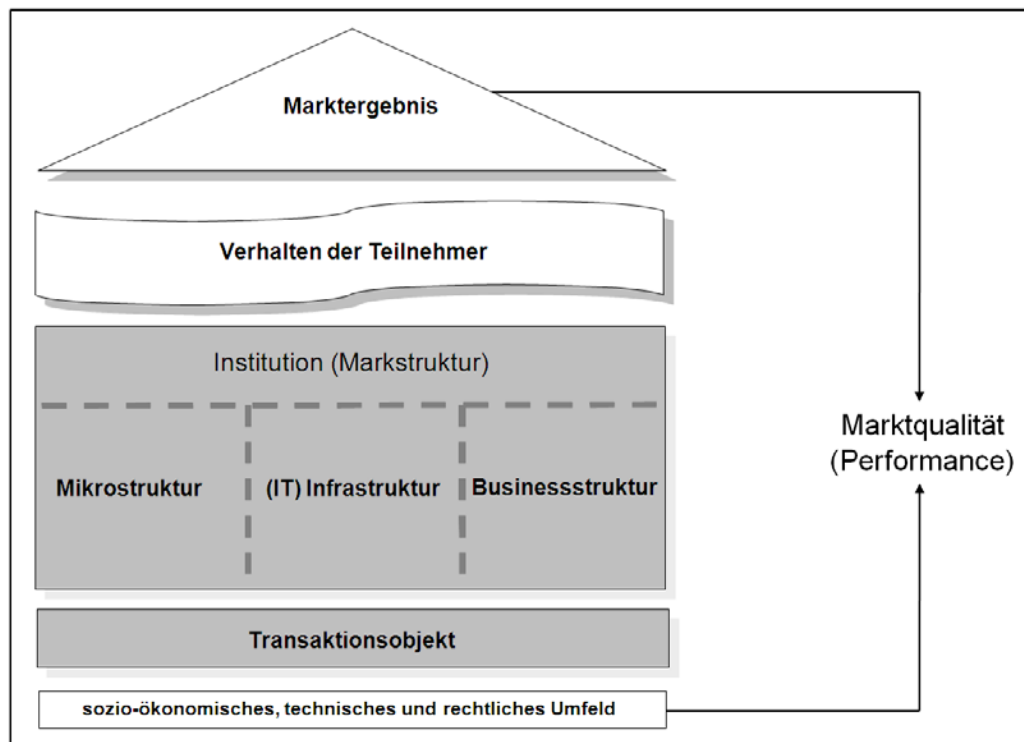 Marktergebnis
Verhalten der Teilnehmer
Institution (Markstruktur)
Mikrostruktur
(IT) Infrastruktur
Businessstruktur
Transaktionsobjekt
sozio-ökonomisches, technisches und rechtliches Umfeld
Marktqualität
(Performance)